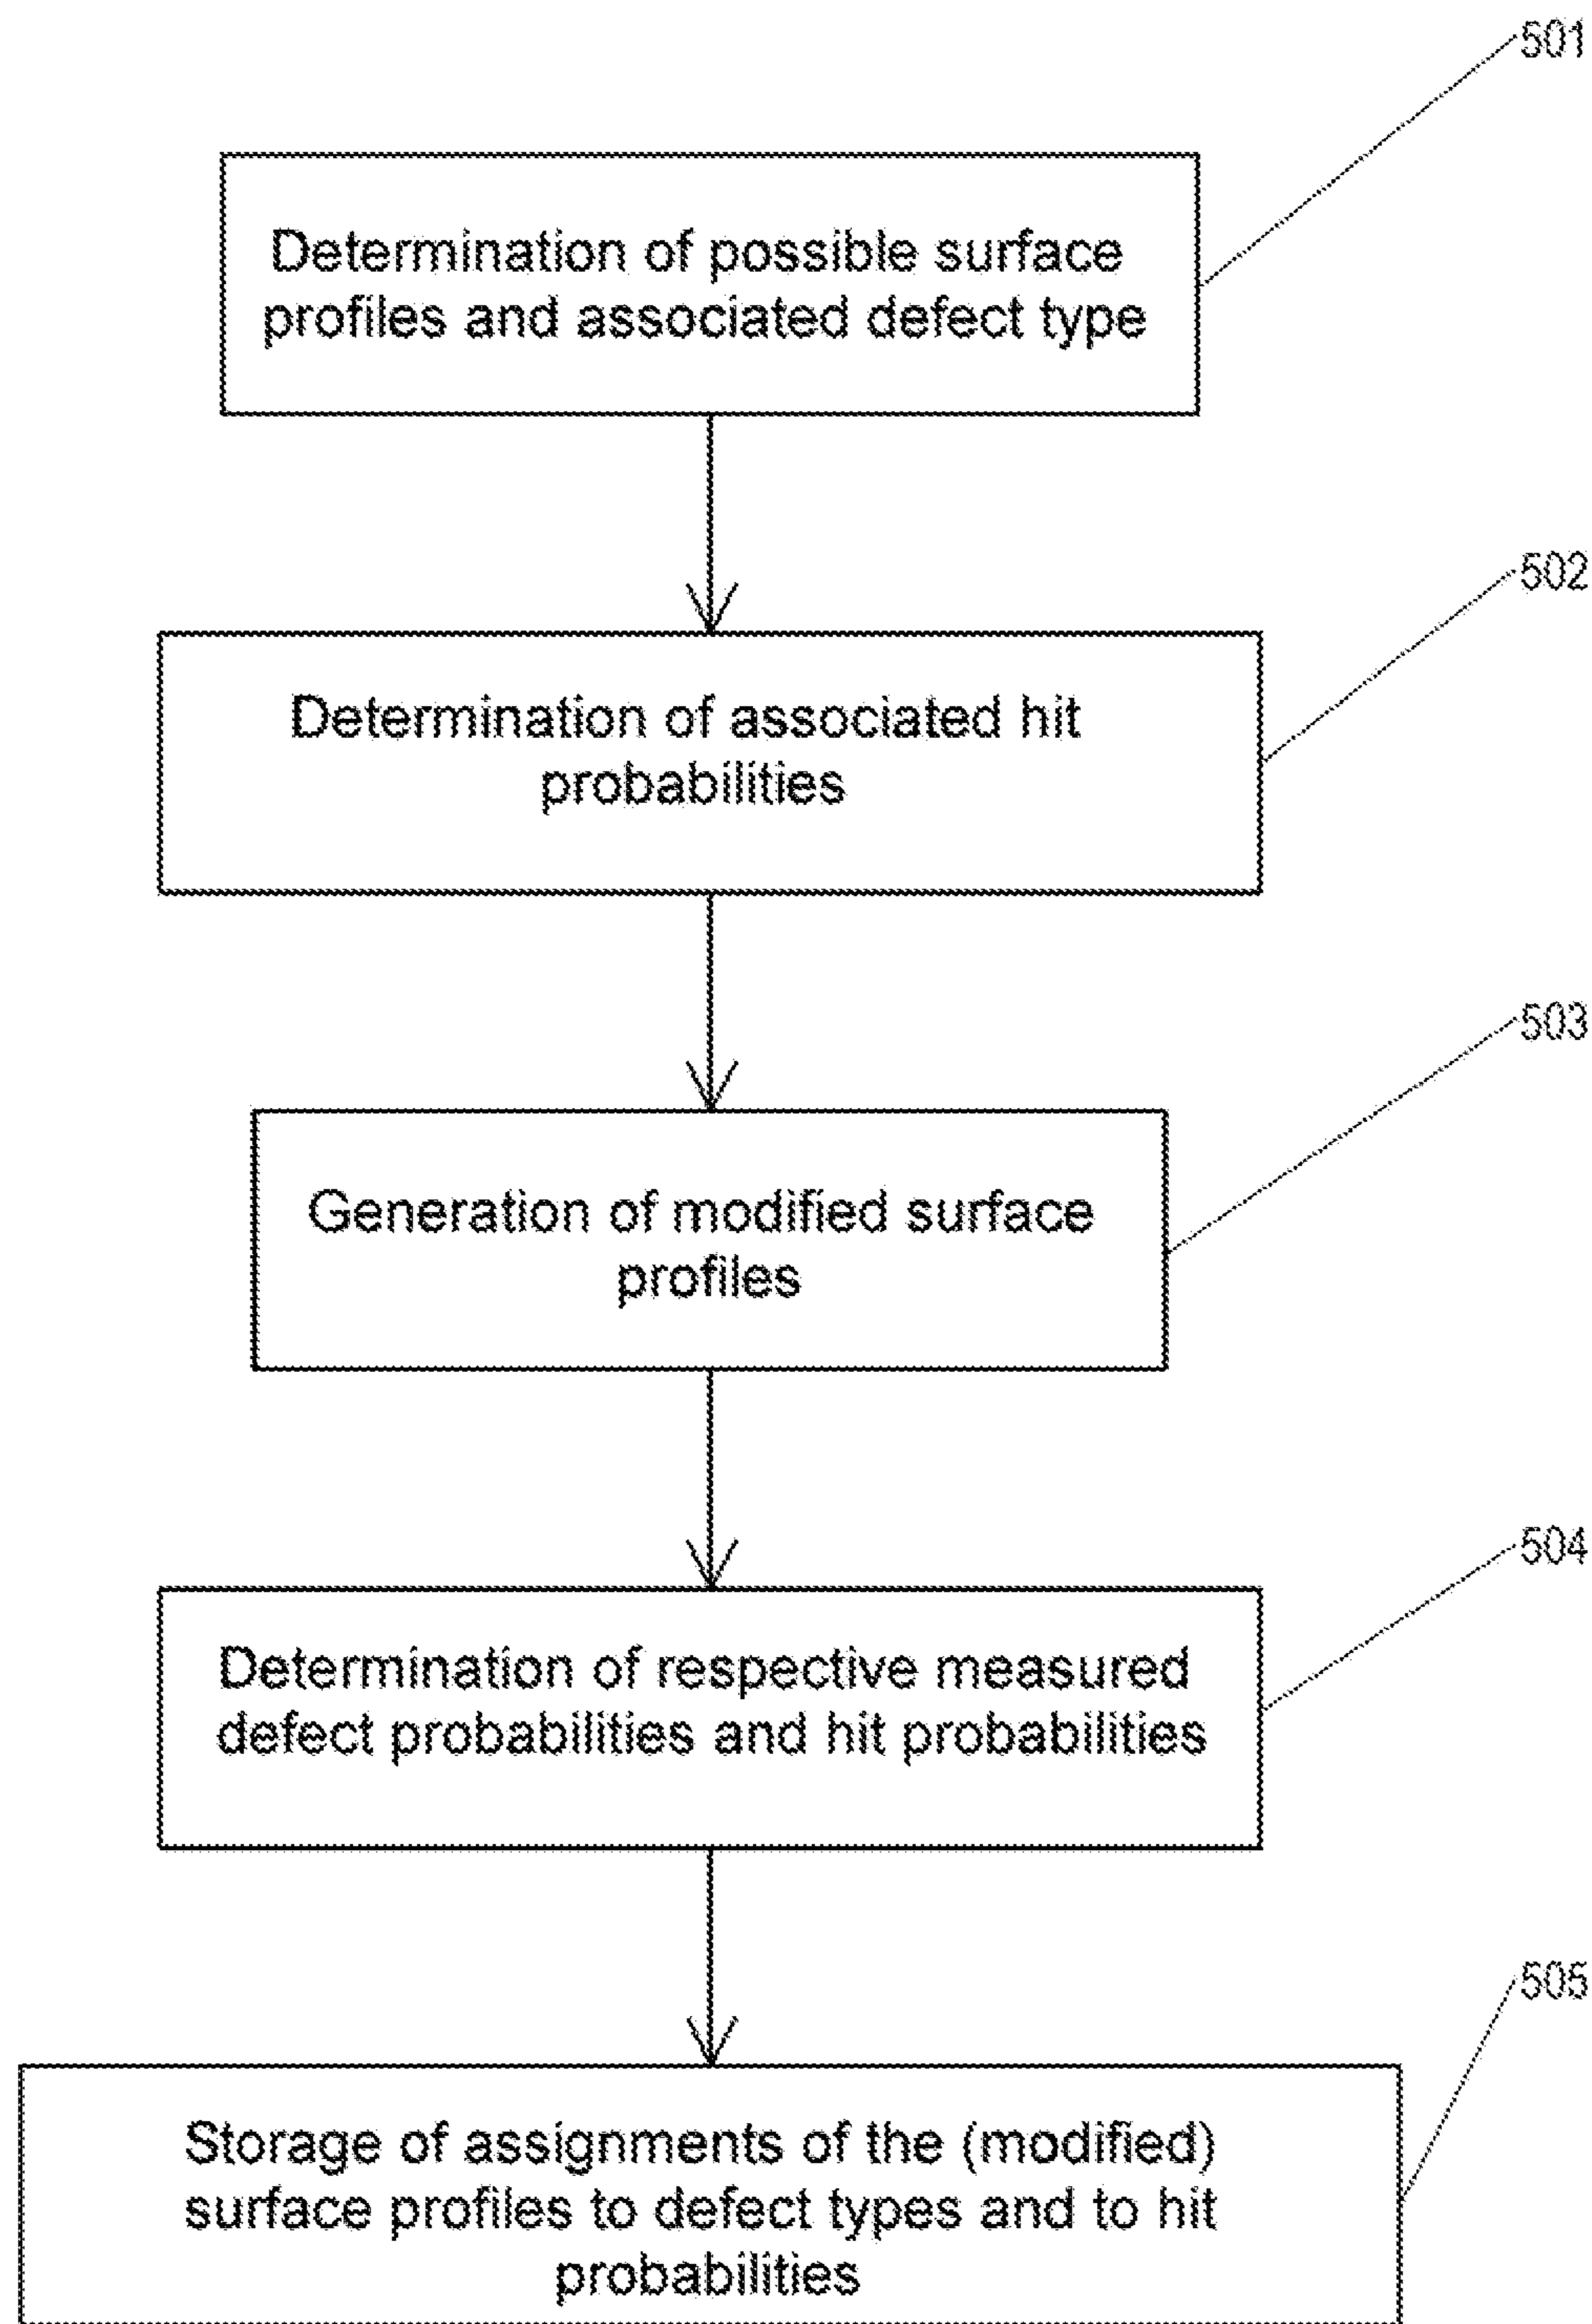 501
Determination of possible surface
profiles and associated defect type
502
Determination of associated hit
probabilities
503
Generation of modified surface
profiles
504
Determination of respective measured
defect probabilities and hit probabilities
505
Storage of assignments of the (modified)
surface profiles to defect types and to hit
probabilities